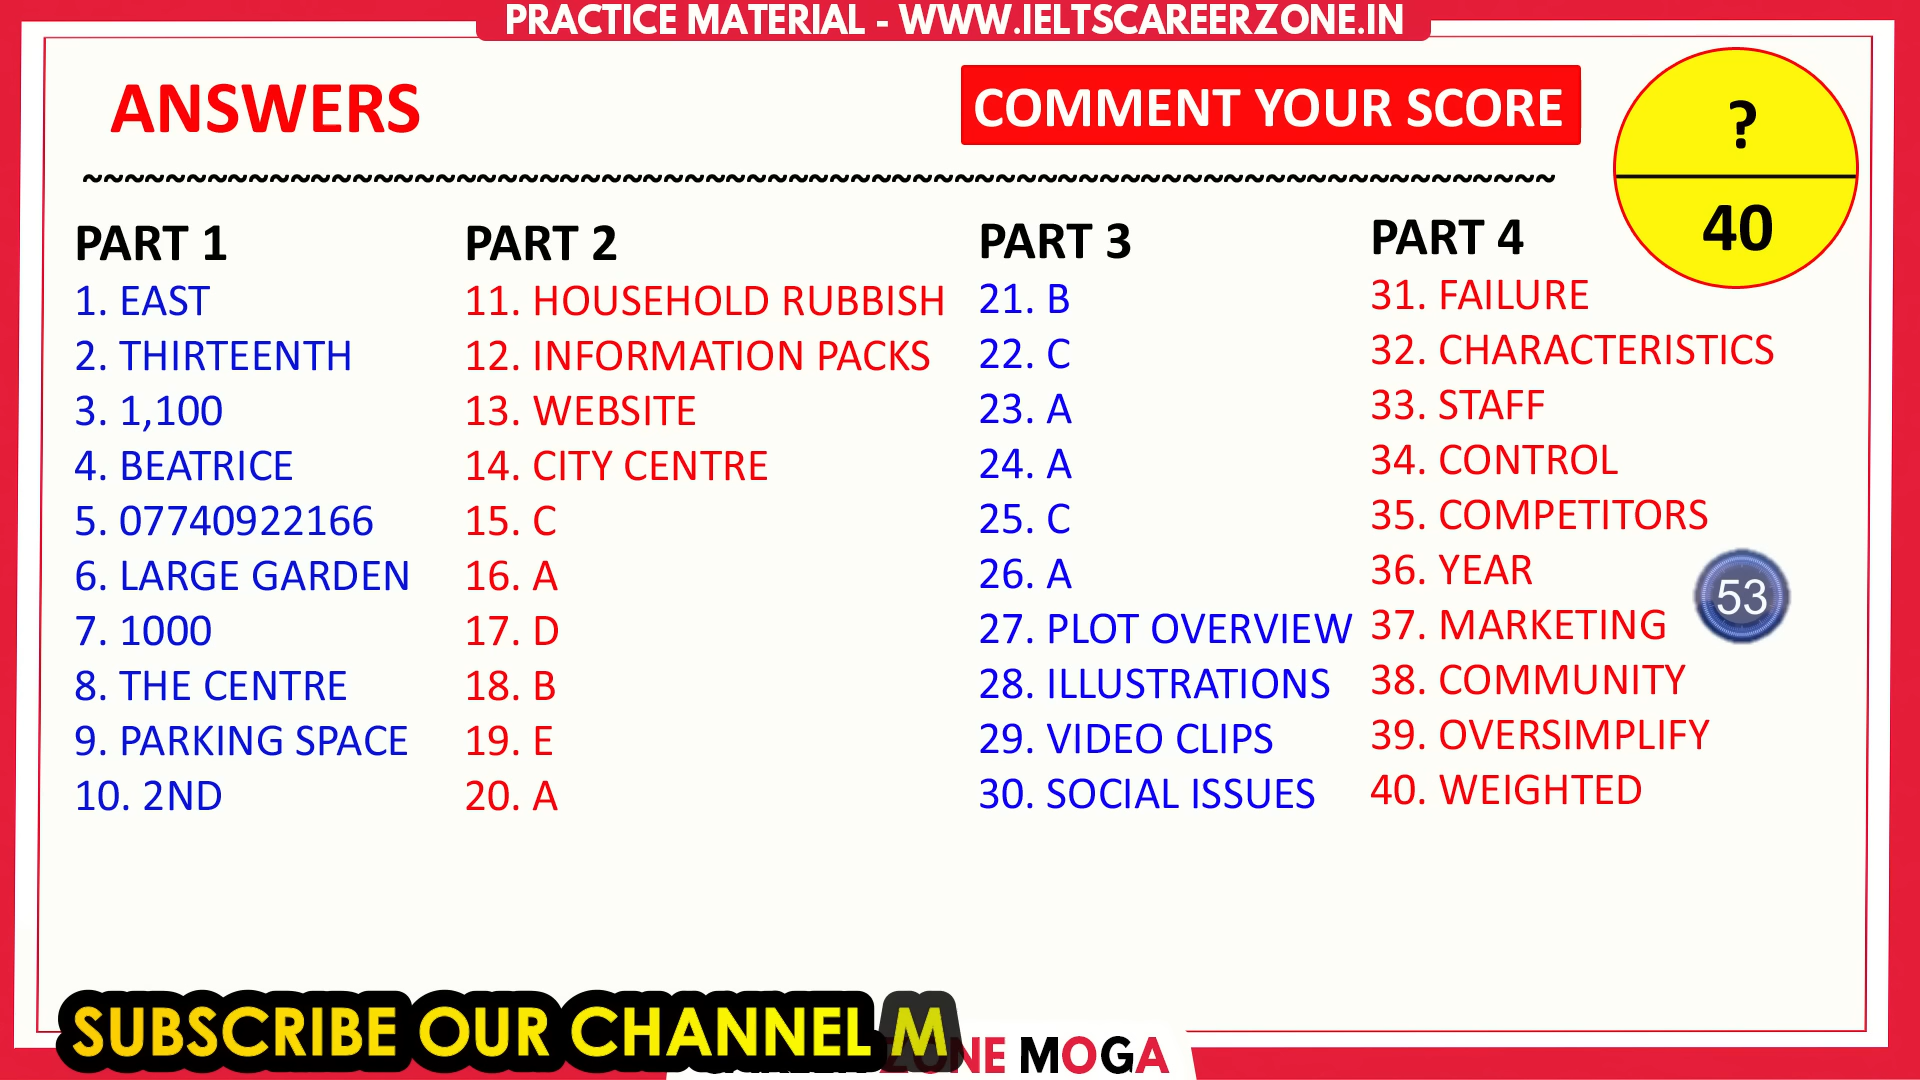 PRACTICE MATERIAL - WWW.IELTSCAREERZONE.IN
ANSWERS
COMMENT YOUR SCORE
?
40
~~~~~~~~~~~~~~~~~~~~~~~~~~~~~~~~~~~~~~~~~~~~~~~~~~~~~~~~~~~~~~~~~~~~~~~
PART 1
1. EAST
2. THIRTEENTH
3. 1,100
4. BEATRICE
5. 07740922166
6. LARGE GARDEN
7. 1000
8. THE CENTRE
9. PARKING SPACE
10. 2ND
PART 2
11. HOUSEHOLD RUBBISH
12. INFORMATION PACKS
13. WEBSITE
14. CITY CENTRE
15. C
16. A
17. D
18. B
19. E
20. A
PART 3
21. B
22. C
23. A
24. A
25. C
26. A
27. PLOT OVERVIEW
28. ILLUSTRATIONS
29. VIDEO CLIPS
30. SOCIAL ISSUES
PART 4
31. FAILURE
32. CHARACTERISTICS
33. STAFF
34. CONTROL
35. COMPETITORS
36. YEAR
37. MARKETING
38. COMMUNITY
39. OVERSIMPLIFY
40. WEIGHTED
53
SUBSCRIBE OUR CHANNEL M
MOGA